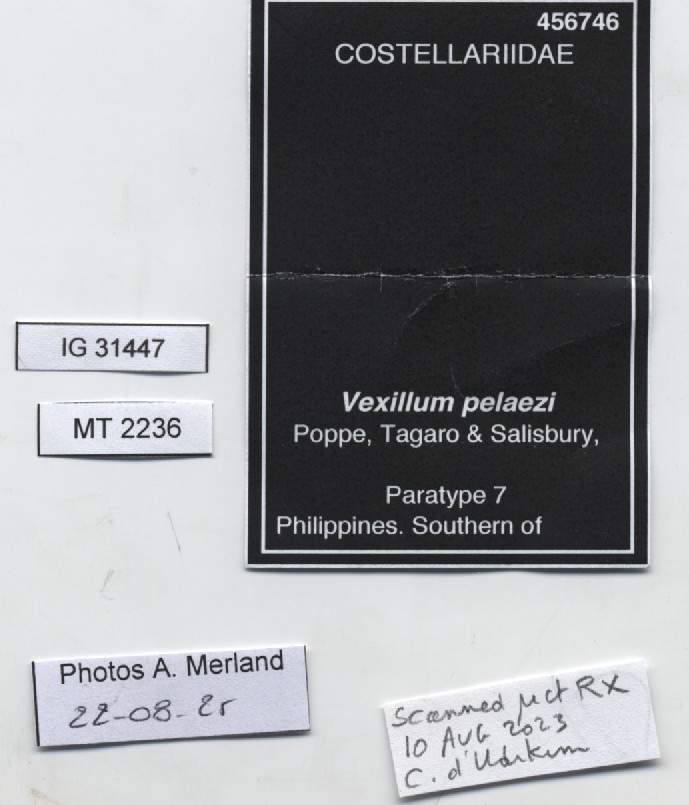 456746
COSTELLARIIDAE
Vexillum pelaezi
Poppe, Tagaro & Salisbury,
Paratype 7
Philippines. Southern of
IG 31447
MT 2236
Photos A. Merland
22-08-25
Scanned µct RX
10 AUG 2023
C. d'Udekem